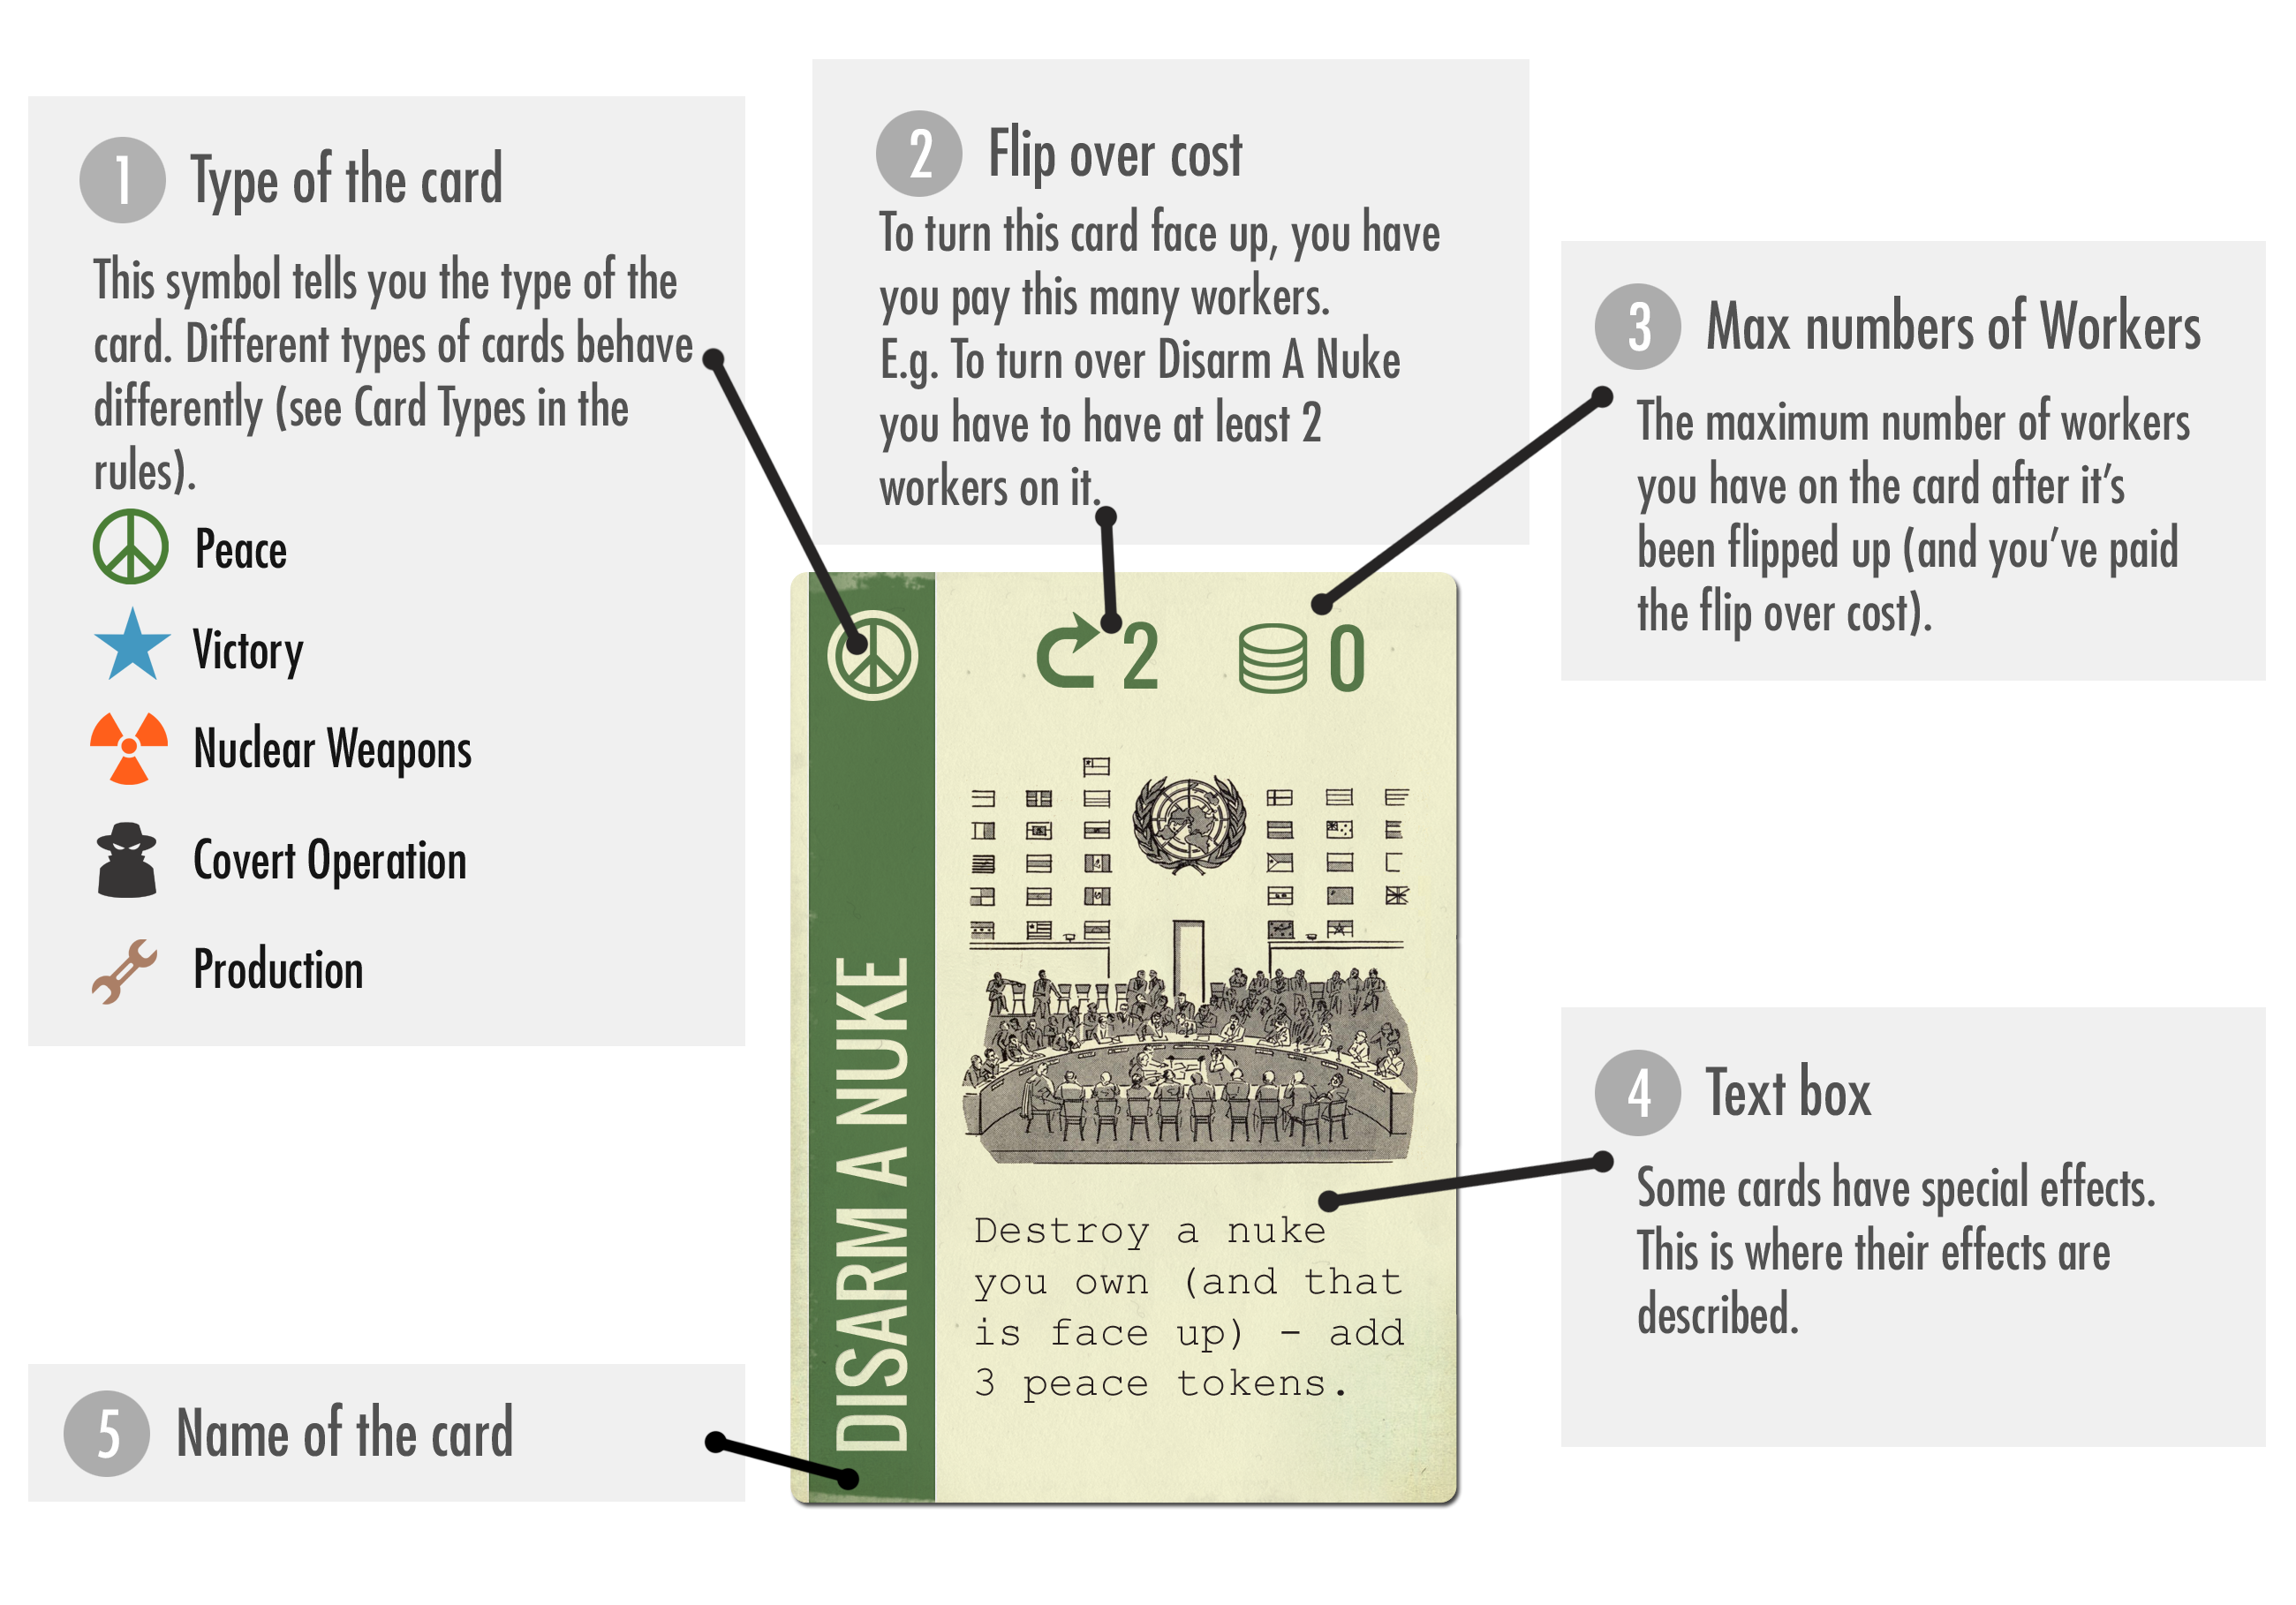 1 Type of the card
This symbol tells you the type of the
card. Different types of cards behave
differently (see Card Types in the
rules).
Peace
Victory
Nuclear Weapons
Covert Operation
Production
2 Flip over cost
To turn this card face up, you have
you pay this many workers.
E.g. To turn over Disarm A Nuke
you have to have at least 2
workers on it.
3 Max numbers of Workers
The maximum number of workers
you have on the card after it's
been flipped up (and you've paid
the flip over cost).
2 0
DISARM A NUKE
Destroy a nuke
you own (and that
is face up) - add
3 peace tokens.
4 Text box
Some cards have special effects.
This is where their effects are
described.
5 Name of the card